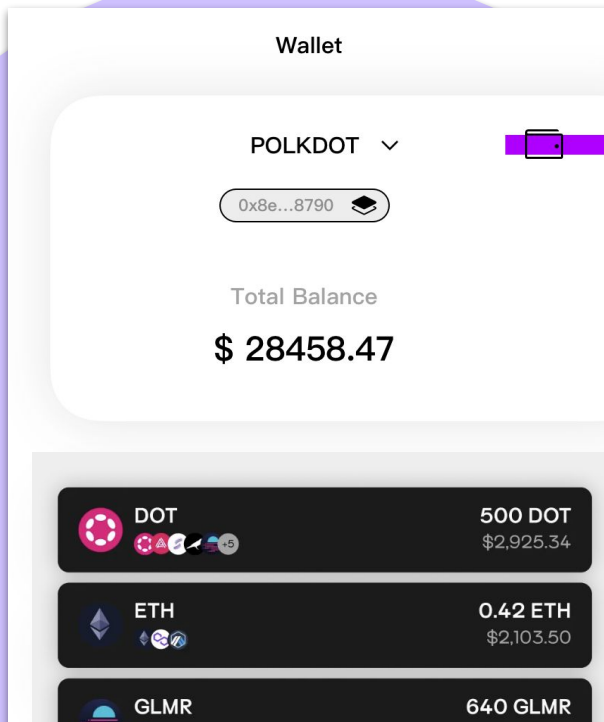 Wallet
POLKDOT
0x8e...8790
Total Balance
$ 28458.47
DOT
500 DOT
+5
$2,925.34
ETH
0.42 ETH
$2,103.50
GLMR
640 GLMR